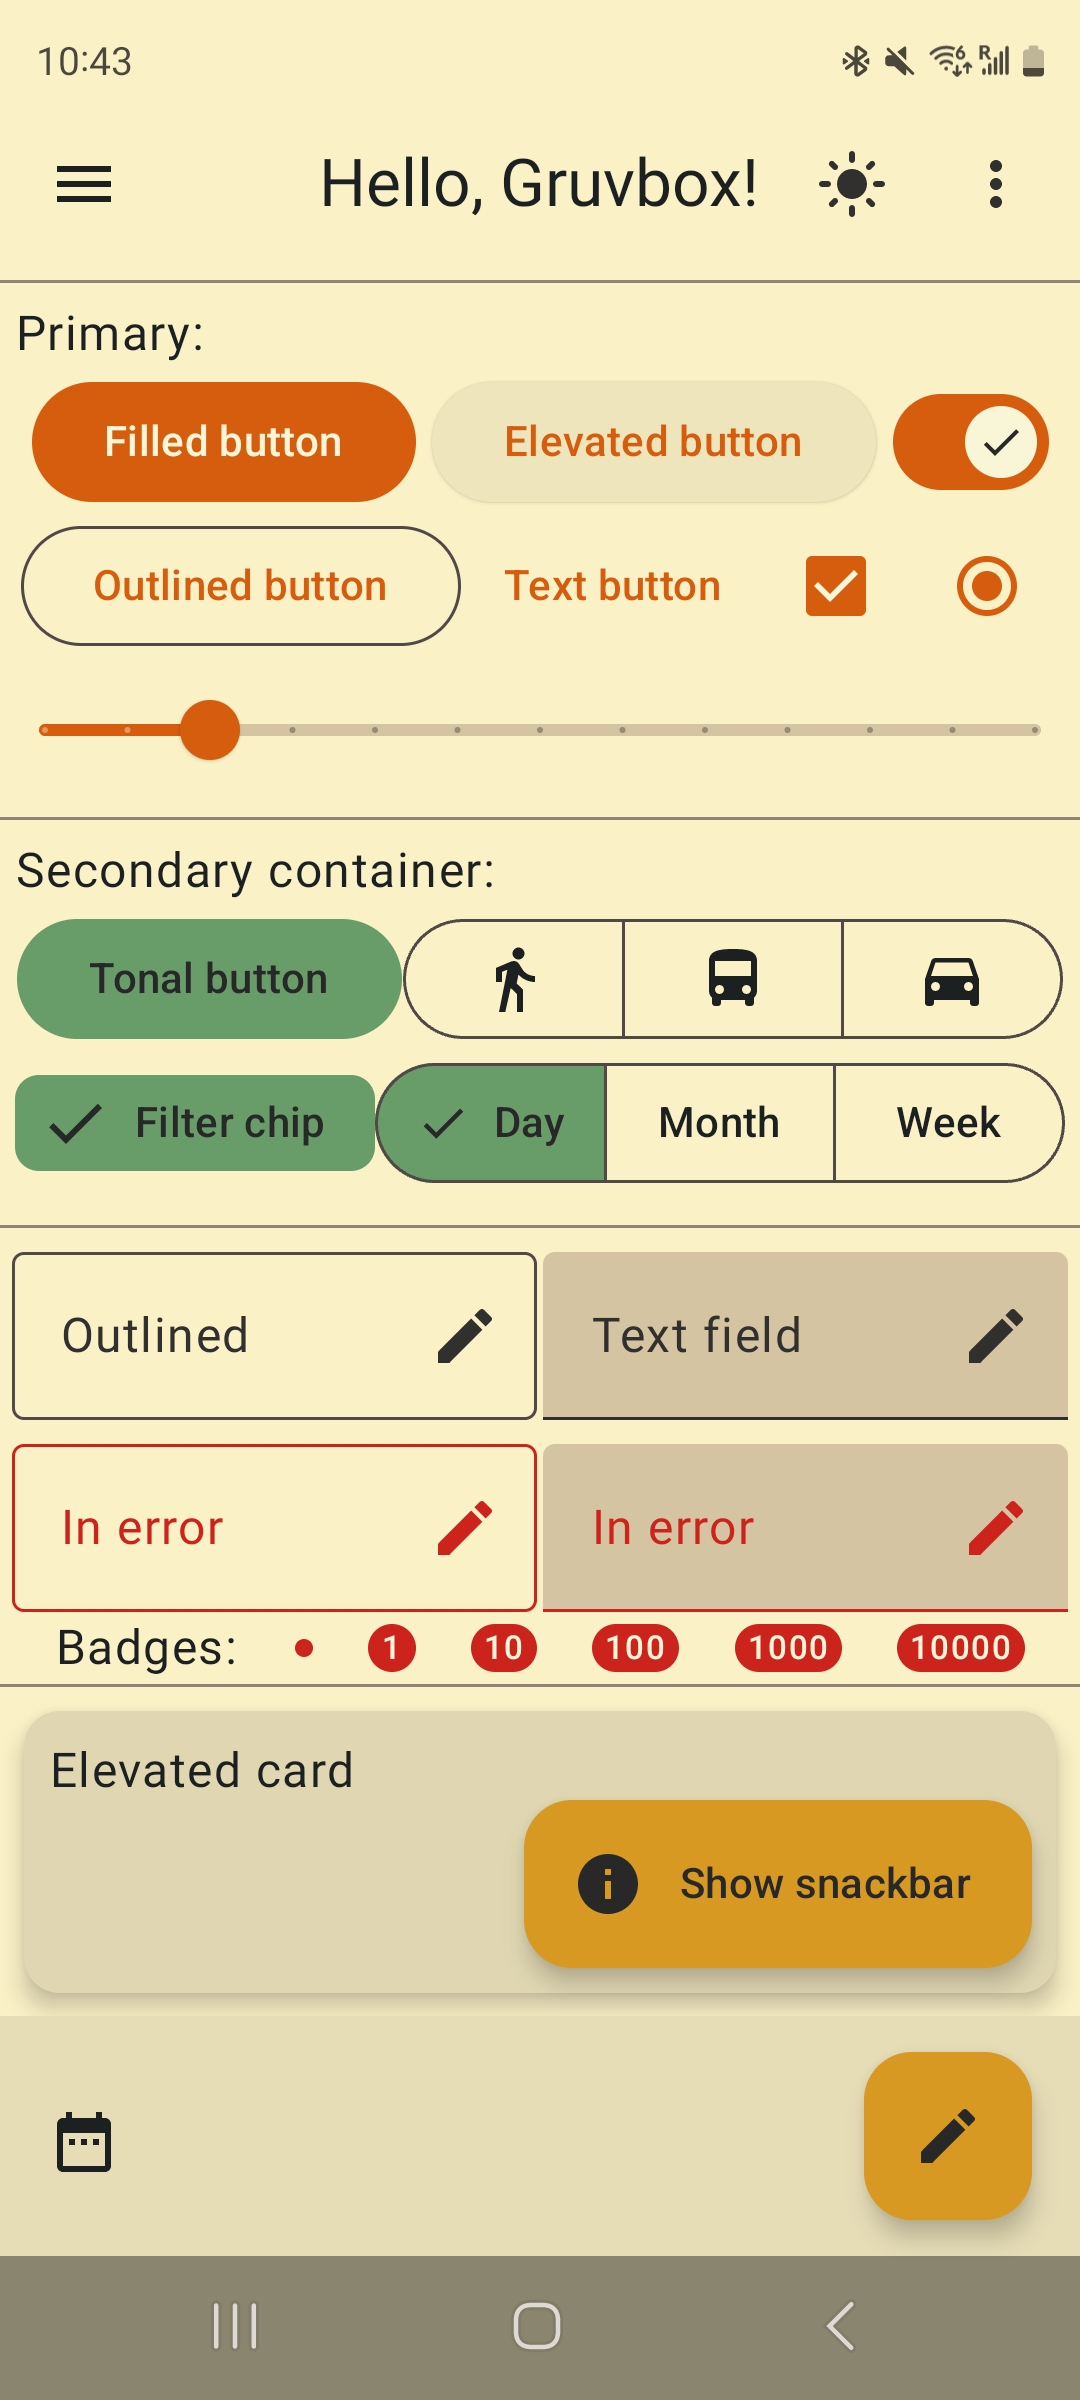 10:43
6 R
Hello, Gruvbox!
Primary:
Filled button Elevated button
Outlined button Text button
Secondary container:
Tonal button
Filter chip Day Month Week
Outlined Text field
In error In error
Badges: 1 10 100 1000 10000
Elevated card
Show snackbar